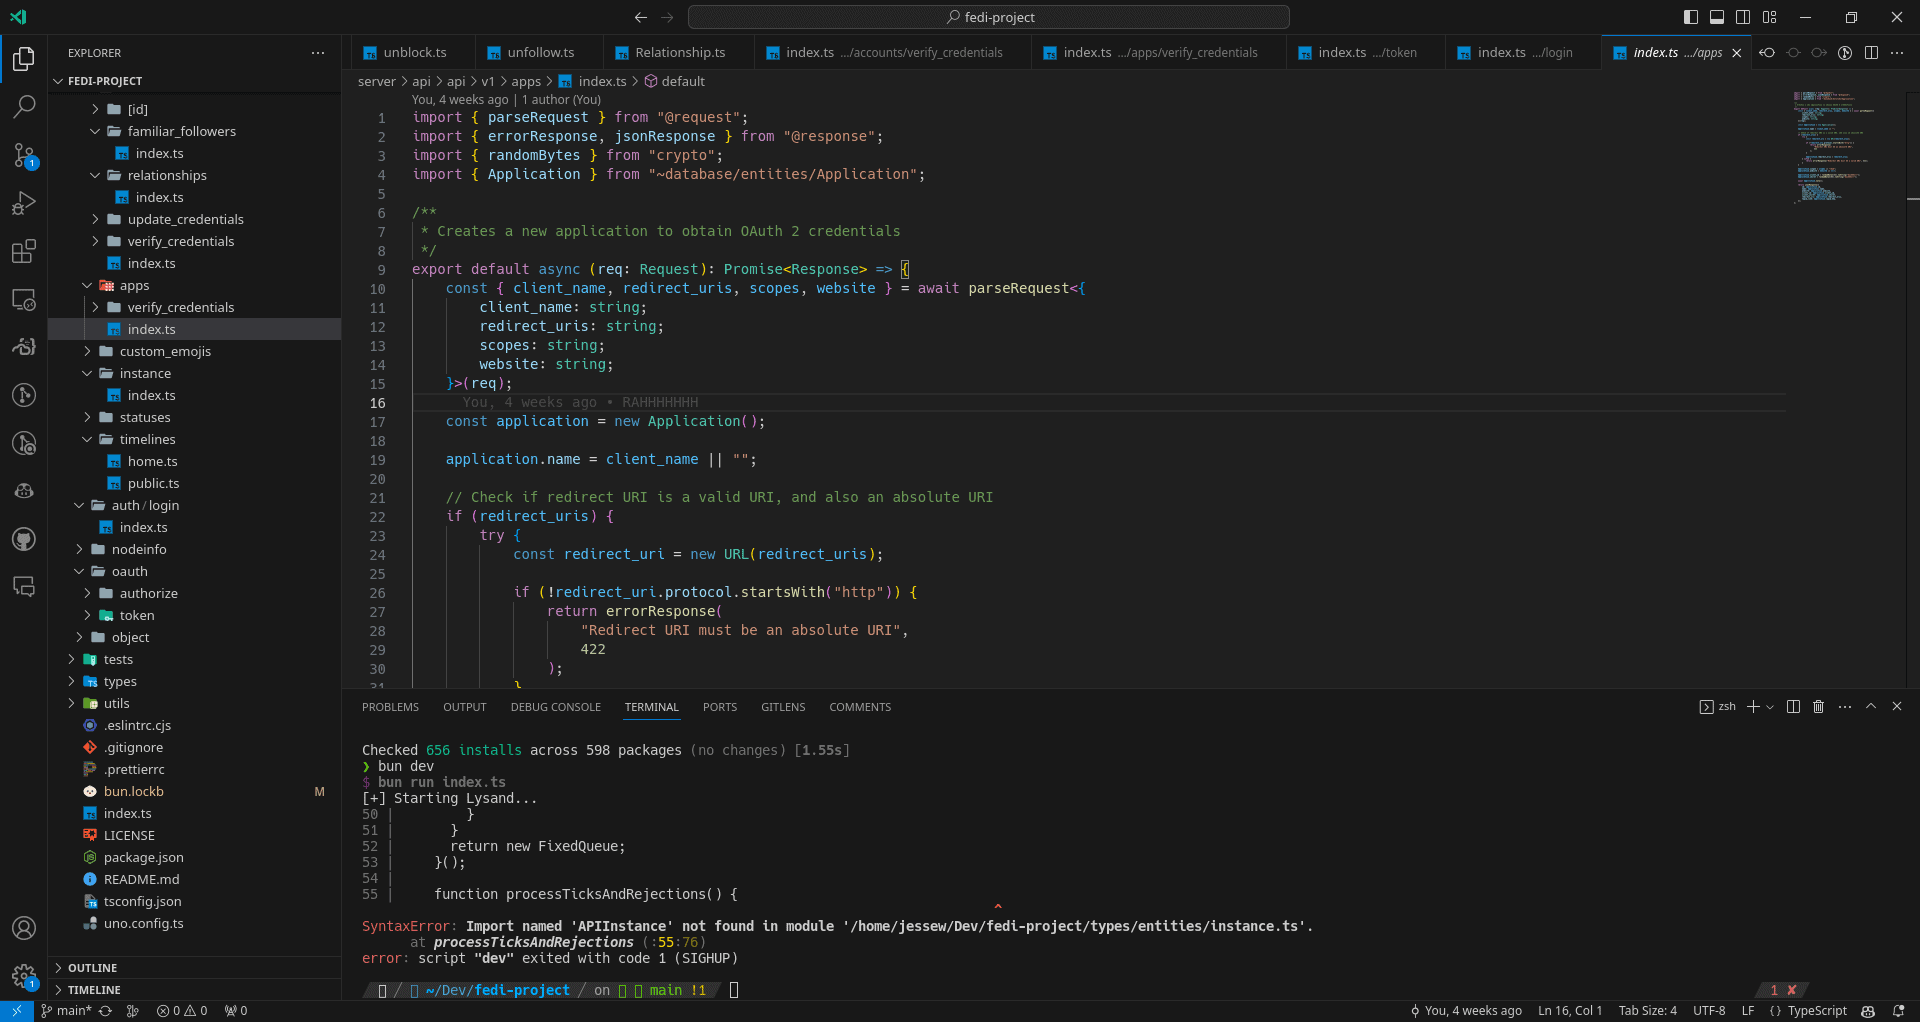 fedi-project
EXPLORER
unblock.ts
unfollow.ts
Relationship.ts
index.ts .../accounts/verify_credentials
index.ts .../apps/verify_credentials
index.ts .../token
index.ts .../login
index.ts .../apps
FEDI-PROJECT
[id]
familiar_followers
index.ts
relationships
index.ts
update_credentials
verify_credentials
index.ts
apps
verify_credentials
index.ts
custom_emojis
instance
index.ts
statuses
timelines
home.ts
public.ts
auth/login
index.ts
nodeinfo
oauth
authorize
token
object
tests
types
utils
.eslintrc.cjs
.gitignore
.prettierrc
bun.lockb M
index.ts
LICENSE
package.json
README.md
tsconfig.json
uno.config.ts
OUTLINE
TIMELINE
server > api > api > v1 > apps > TS index.ts > default
You, 4 weeks ago | 1 author (You)
1 import { parseRequest } from "@request";
2 import { errorResponse, jsonResponse } from "@response";
3 import { randomBytes } from "crypto";
4 import { Application } from "~database/entities/Application";
5
6 /**
7  * Creates a new application to obtain OAuth 2 credentials
8  */
9 export default async (req: Request): Promise<Response> => {
10     const { client_name, redirect_uris, scopes, website } = await parseRequest<{
11         client_name: string;
12         redirect_uris: string;
13         scopes: string;
14         website: string;
15     }>(req);
16       You, 4 weeks ago • RAHHHHHHH
17     const application = new Application();
18
19     application.name = client_name || "";
20
21     // Check if redirect URI is a valid URI, and also an absolute URI
22     if (redirect_uris) {
23         try {
24             const redirect_uri = new URL(redirect_uris);
25
26             if (!redirect_uri.protocol.startsWith("http")) {
27                 return errorResponse(
28                     "Redirect URI must be an absolute URI",
29                     422
30                 );
31             }
PROBLEMS OUTPUT DEBUG CONSOLE TERMINAL PORTS GITLENS COMMENTS
zsh
Checked 656 installs across 598 packages (no changes) [1.55s]
❯ bun dev
$ bun run index.ts
[+] Starting Lysand...
50 |         }
51 |       }
52 |       return new FixedQueue;
53 |     }();
54 |
55 |     function processTicksAndRejections() {
^
SyntaxError: Import named 'APIInstance' not found in module '/home/jessew/Dev/fedi-project/types/entities/instance.ts'.
      at processTicksAndRejections (:55:76)
error: script "dev" exited with code 1 (SIGHUP)
~/Dev/fedi-project / on main !1
1 ✘
main* 0 0 0
You, 4 weeks ago Ln 16, Col 1 Tab Size: 4 UTF-8 LF {} TypeScript